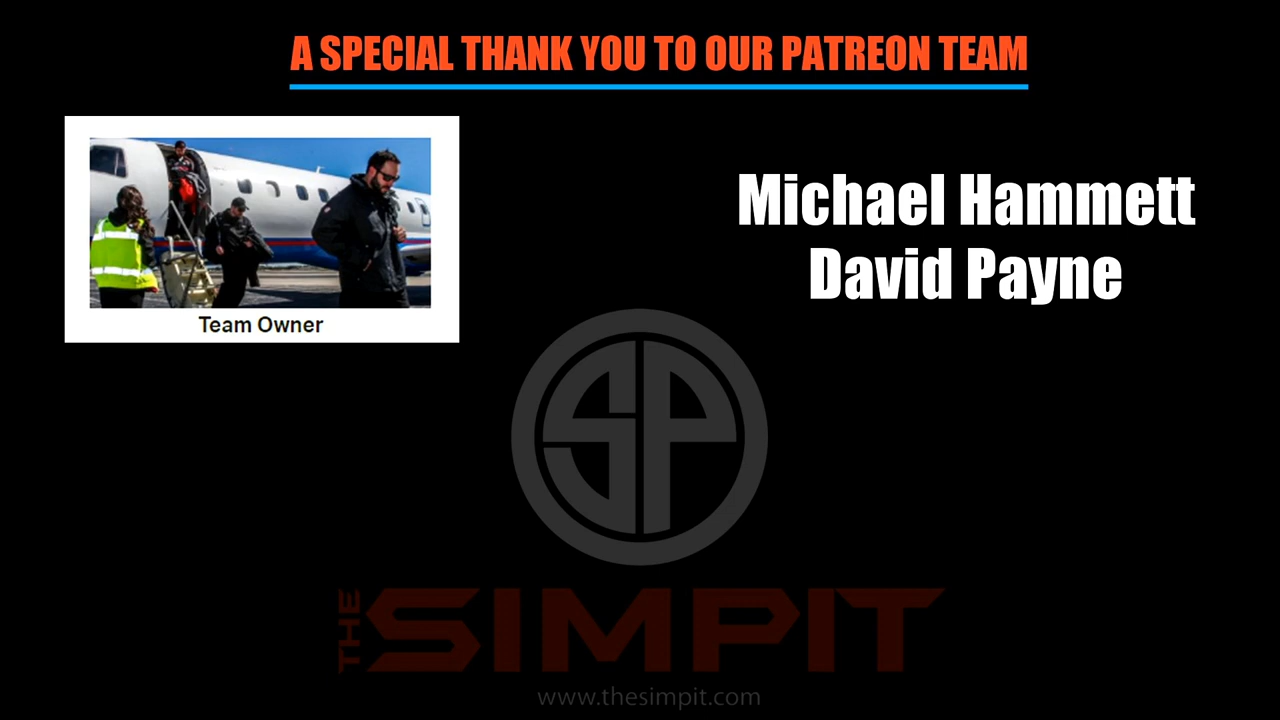 A SPECIAL THANK YOU TO OUR PATREON TEAM
Team Owner
Michael Hammett
David Payne
SP
THE SIMPIT
www.thesimpit.com